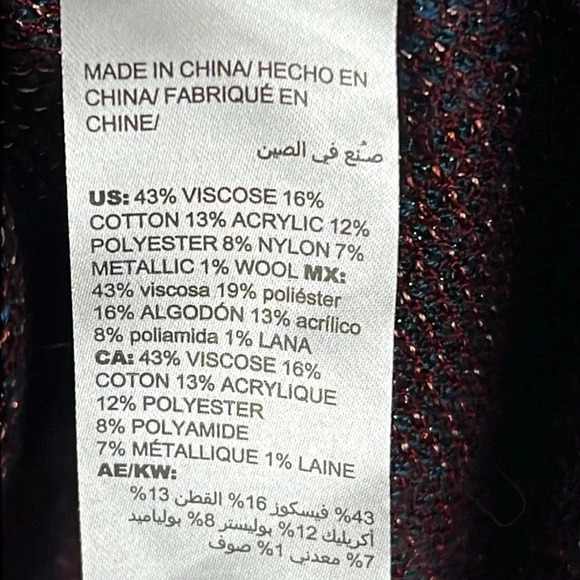 MADE IN CHINA/ HECHO EN
CHINA/ FABRIQUÉ EN
CHINE/
صُنع في الصين
US: 43% VISCOSE 16%
COTTON 13% ACRYLIC 12%
POLYESTER 8% NYLON 7%
METALLIC 1% WOOL MX:
43% viscosa 19% poliéster
16% ALGODÓN 13% acrílico
8% poliamida 1% LANA
CA: 43% VISCOSE 16%
COTON 13% ACRYLIQUE
12% POLYESTER
8% POLYAMIDE
7% MÉTALLIQUE 1% LAINE
AE/KW:
43% فيسكوز 16% القطن 13%
أكريليك 12% بوليستر 8% بولياميد
7% معدني 1% صوف